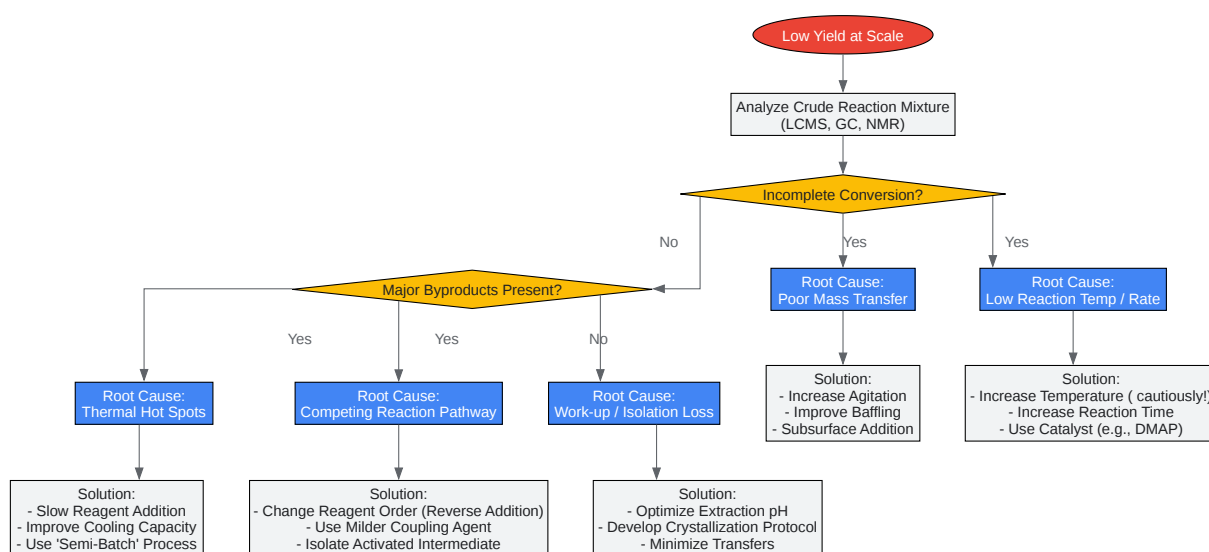 Low Yield at Scale
Analyze Crude Reaction Mixture
(LCMS, GC, NMR)
Incomplete Conversion?
No
Yes
Yes
Root Cause:
Poor Mass Transfer
Root Cause:
Low Reaction Temp / Rate
Major Byproducts Present?
Yes
Yes
No
Solution:
- Increase Agitation
- Improve Baffling
- Subsurface Addition
Solution:
- Increase Temperature ( cautiously!)
- Increase Reaction Time
- Use Catalyst (e.g., DMAP)
Root Cause:
Thermal Hot Spots
Root Cause:
Competing Reaction Pathway
Root Cause:
Work-up / Isolation Loss
Solution:
- Slow Reagent Addition
- Improve Cooling Capacity
- Use 'Semi-Batch' Process
Solution:
- Change Reagent Order (Reverse Addition)
- Use Milder Coupling Agent
- Isolate Activated Intermediate
Solution:
- Optimize Extraction pH
- Develop Crystallization Protocol
- Minimize Transfers